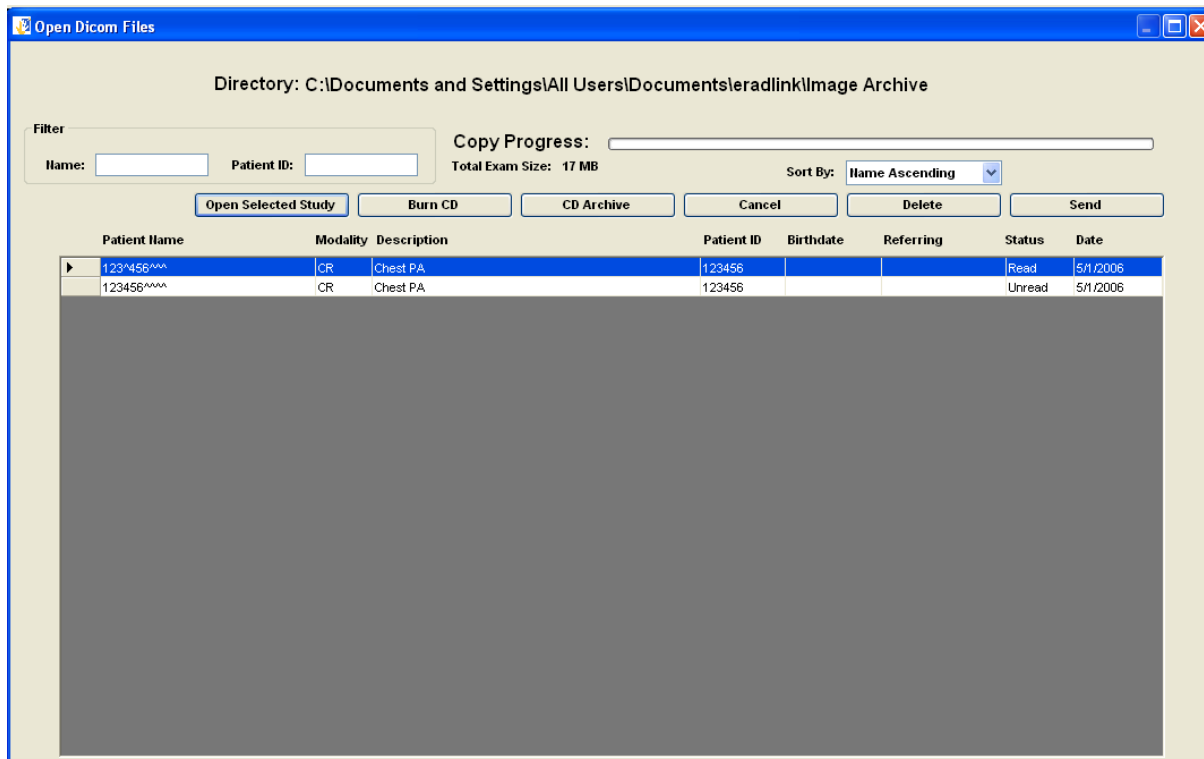 Open Dicom Files
Directory: C:\Documents and Settings\All Users\Documents\eradlink\Image Archive
Filter
Name: Patient ID:
Copy Progress:
Total Exam Size: 17 MB
Sort By: Name Ascending
Open Selected Study Burn CD CD Archive Cancel Delete Send
Patient Name Modality Description Patient ID Birthdate Referring Status Date
123^456^^^ CR Chest PA 123456 Read 5/1/2006
123456^^^^ CR Chest PA 123456 Unread 5/1/2006